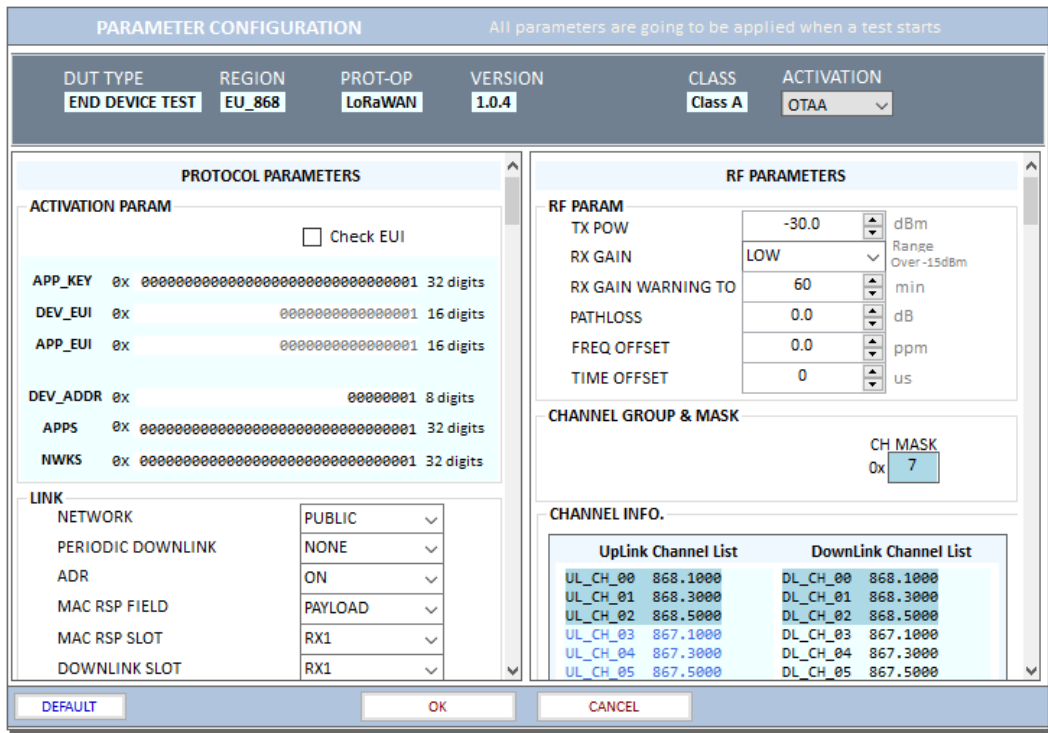 PARAMETER CONFIGURATION All parameters are going to be applied when a test starts
DUT TYPE REGION PROT-OP VERSION CLASS ACTIVATION
END DEVICE TEST EU_868 LoRaWAN 1.0.4 Class A OTAA
PROTOCOL PARAMETERS
ACTIVATION PARAM
Check EUI
APP_KEY 0x 00000000000000000000000000000001 32 digits
DEV_EUI 0x 0000000000000001 16 digits
APP_EUI 0x 0000000000000001 16 digits
DEV_ADDR 0x 00000001 8 digits
APPS 0x 00000000000000000000000000000001 32 digits
NWKS 0x 00000000000000000000000000000001 32 digits
LINK
NETWORK PUBLIC
PERIODIC DOWNLINK NONE
ADR ON
MAC RSP FIELD PAYLOAD
MAC RSP SLOT RX1
DOWNLINK SLOT RX1
RF PARAMETERS
RF PARAM
TX POW -30.0 dBm
RX GAIN LOW Range
Over -15dBm
RX GAIN WARNING TO 60 min
PATHLOSS 0.0 dB
FREQ OFFSET 0.0 ppm
TIME OFFSET 0 us
CHANNEL GROUP & MASK
CH MASK
0x 7
CHANNEL INFO.
UpLink Channel List DownLink Channel List
UL_CH_00 868.1000 DL_CH_00 868.1000
UL_CH_01 868.3000 DL_CH_01 868.3000
UL_CH_02 868.5000 DL_CH_02 868.5000
UL_CH_03 867.1000 DL_CH_03 867.1000
UL_CH_04 867.3000 DL_CH_04 867.3000
UL_CH_05 867.5000 DL_CH_05 867.5000
DEFAULT OK CANCEL